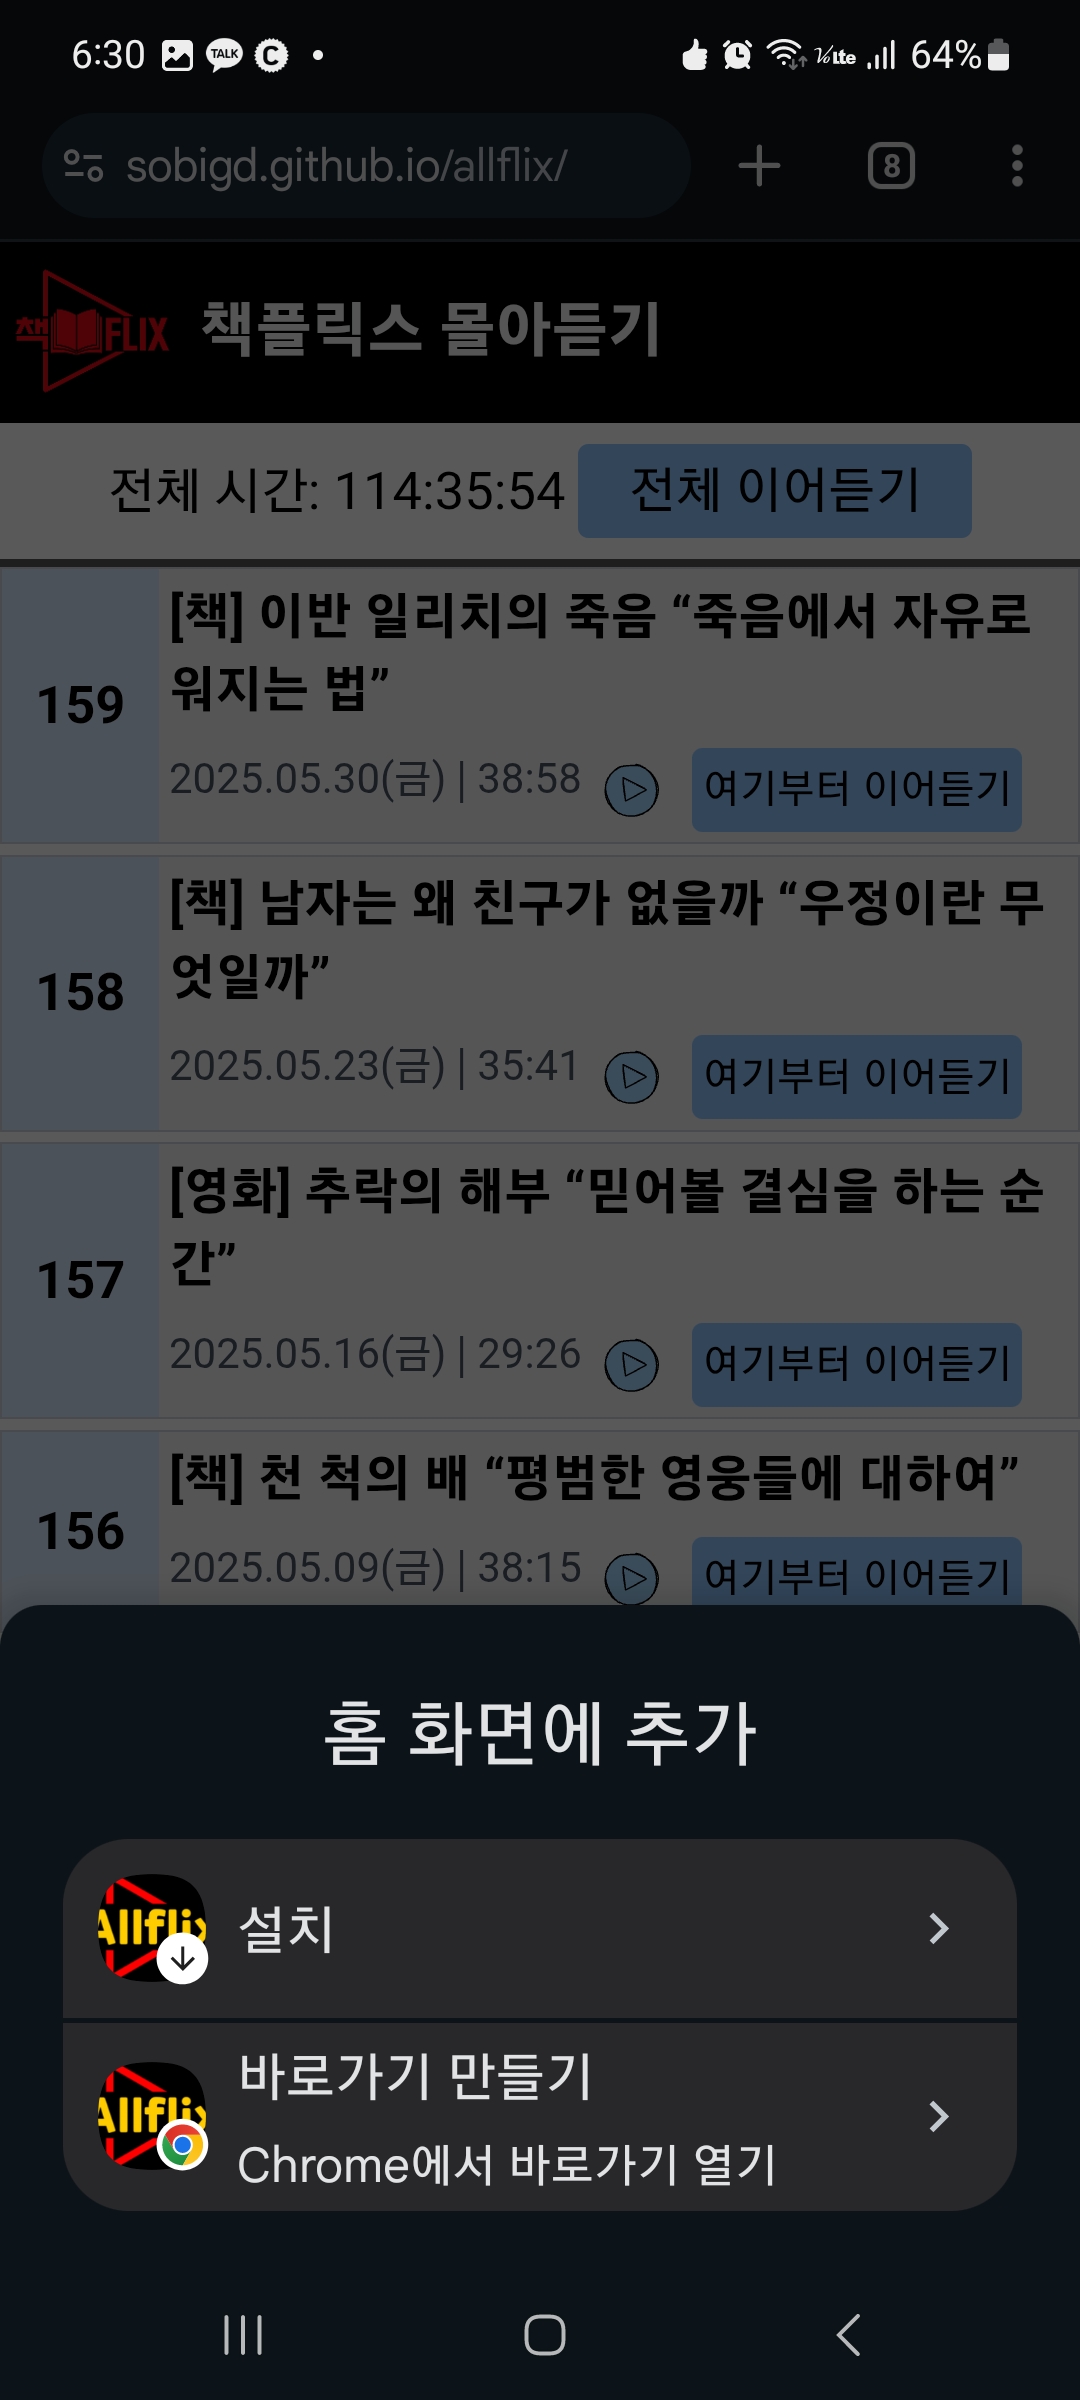 6:30 TALK C 64%
sobigd.github.io/allflix/ 8
책FLIX 책플릭스 몰아듣기
전체 시간: 114:35:54 전체 이어듣기
159
[책] 이반 일리치의 죽음 “죽음에서 자유로
워지는 법”
2025.05.30(금) | 38:58 여기부터 이어듣기
158
[책] 남자는 왜 친구가 없을까 “우정이란 무
엇일까”
2025.05.23(금) | 35:41 여기부터 이어듣기
157
[영화] 추락의 해부 “믿어볼 결심을 하는 순
간”
2025.05.16(금) | 29:26 여기부터 이어듣기
156
[책] 천 척의 배 “평범한 영웅들에 대하여”
2025.05.09(금) | 38:15 여기부터 이어듣기
홈 화면에 추가
Allflix 설치
Allflix 바로가기 만들기
Chrome에서 바로가기 열기